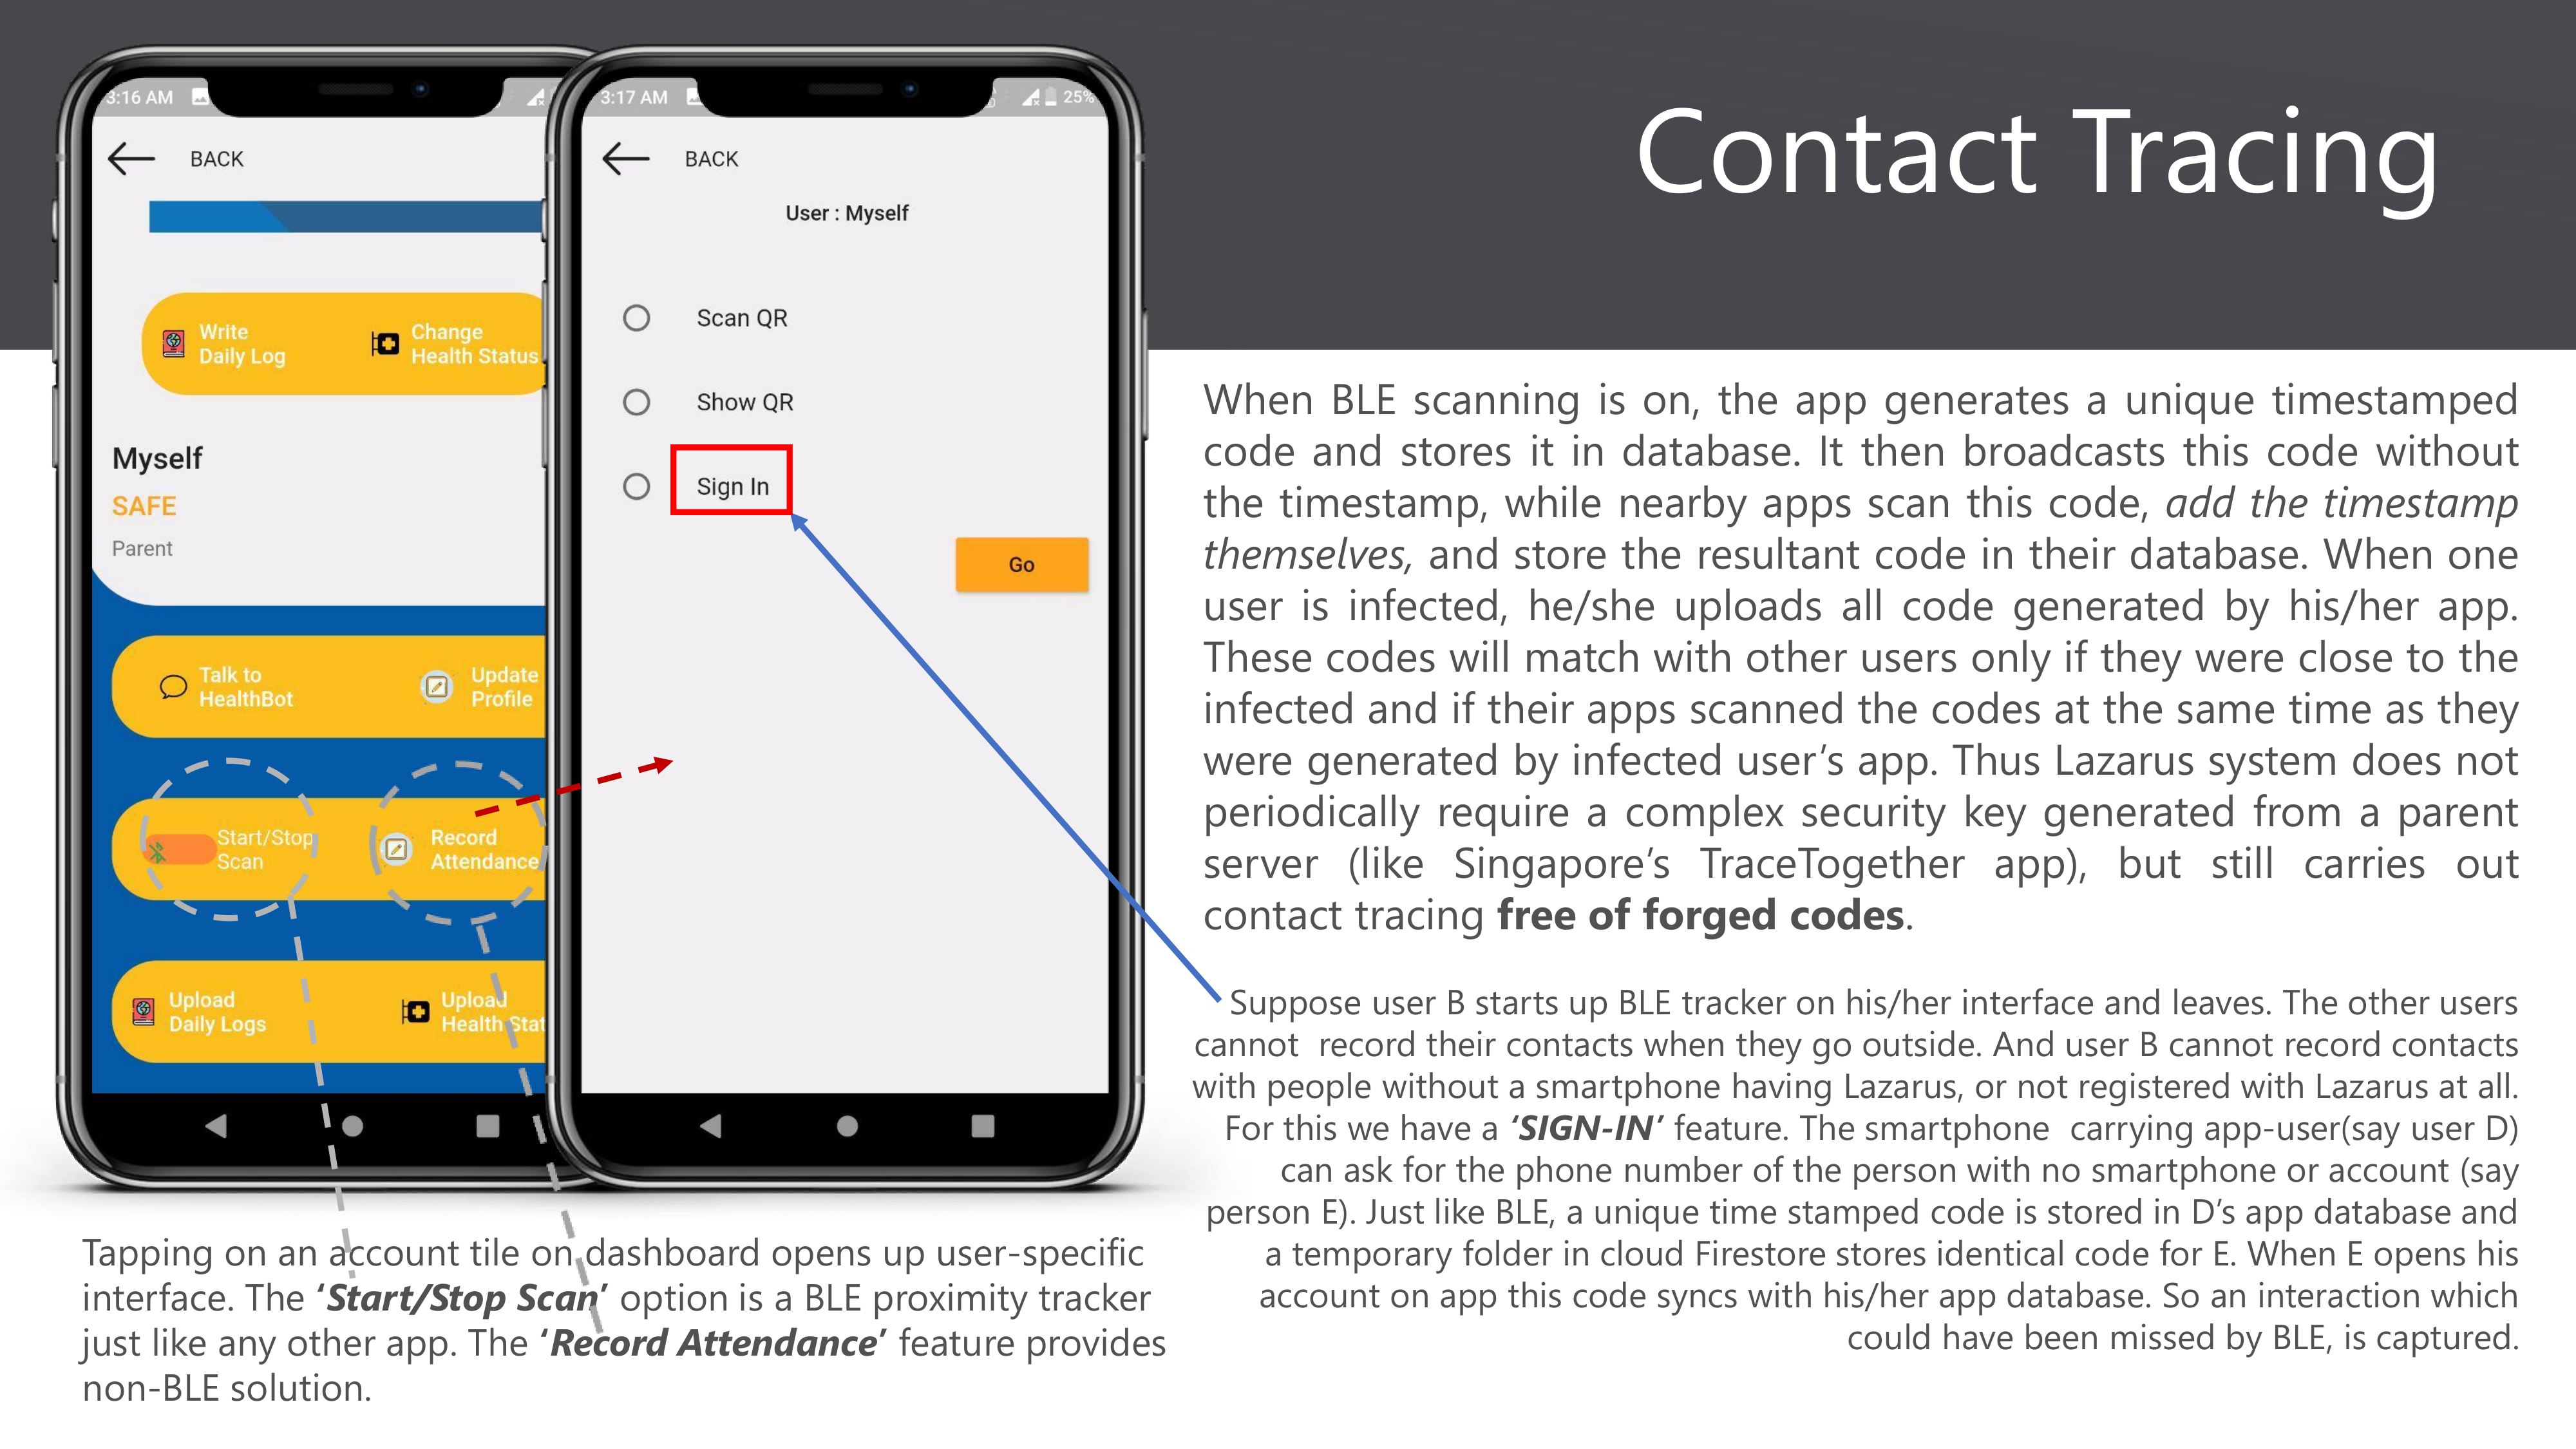 Contact Tracing
3:16 AM
BACK
Write
Daily Log
Change
Health Status
Myself
SAFE
Parent
Talk to
HealthBot
Update
Profile
Start/Stop
Scan
Record
Attendance
Upload
Daily Logs
Upload
Health Stat
3:17 AM
25%
BACK
User : Myself
Scan QR
Show QR
Sign In
Go
When BLE scanning is on, the app generates a unique timestamped
code and stores it in database. It then broadcasts this code without
the timestamp, while nearby apps scan this code, add the timestamp
themselves, and store the resultant code in their database. When one
user is infected, he/she uploads all code generated by his/her app.
These codes will match with other users only if they were close to the
infected and if their apps scanned the codes at the same time as they
were generated by infected user’s app. Thus Lazarus system does not
periodically require a complex security key generated from a parent
server (like Singapore’s TraceTogether app), but still carries out
contact tracing free of forged codes.
Suppose user B starts up BLE tracker on his/her interface and leaves. The other users
cannot record their contacts when they go outside. And user B cannot record contacts
with people without a smartphone having Lazarus, or not registered with Lazarus at all.
For this we have a ‘SIGN-IN’ feature. The smartphone carrying app-user(say user D)
can ask for the phone number of the person with no smartphone or account (say
person E). Just like BLE, a unique time stamped code is stored in D’s app database and
a temporary folder in cloud Firestore stores identical code for E. When E opens his
account on app this code syncs with his/her app database. So an interaction which
could have been missed by BLE, is captured.
Tapping on an account tile on dashboard opens up user-specific
interface. The ‘Start/Stop Scan’ option is a BLE proximity tracker
just like any other app. The ‘Record Attendance’ feature provides
non-BLE solution.